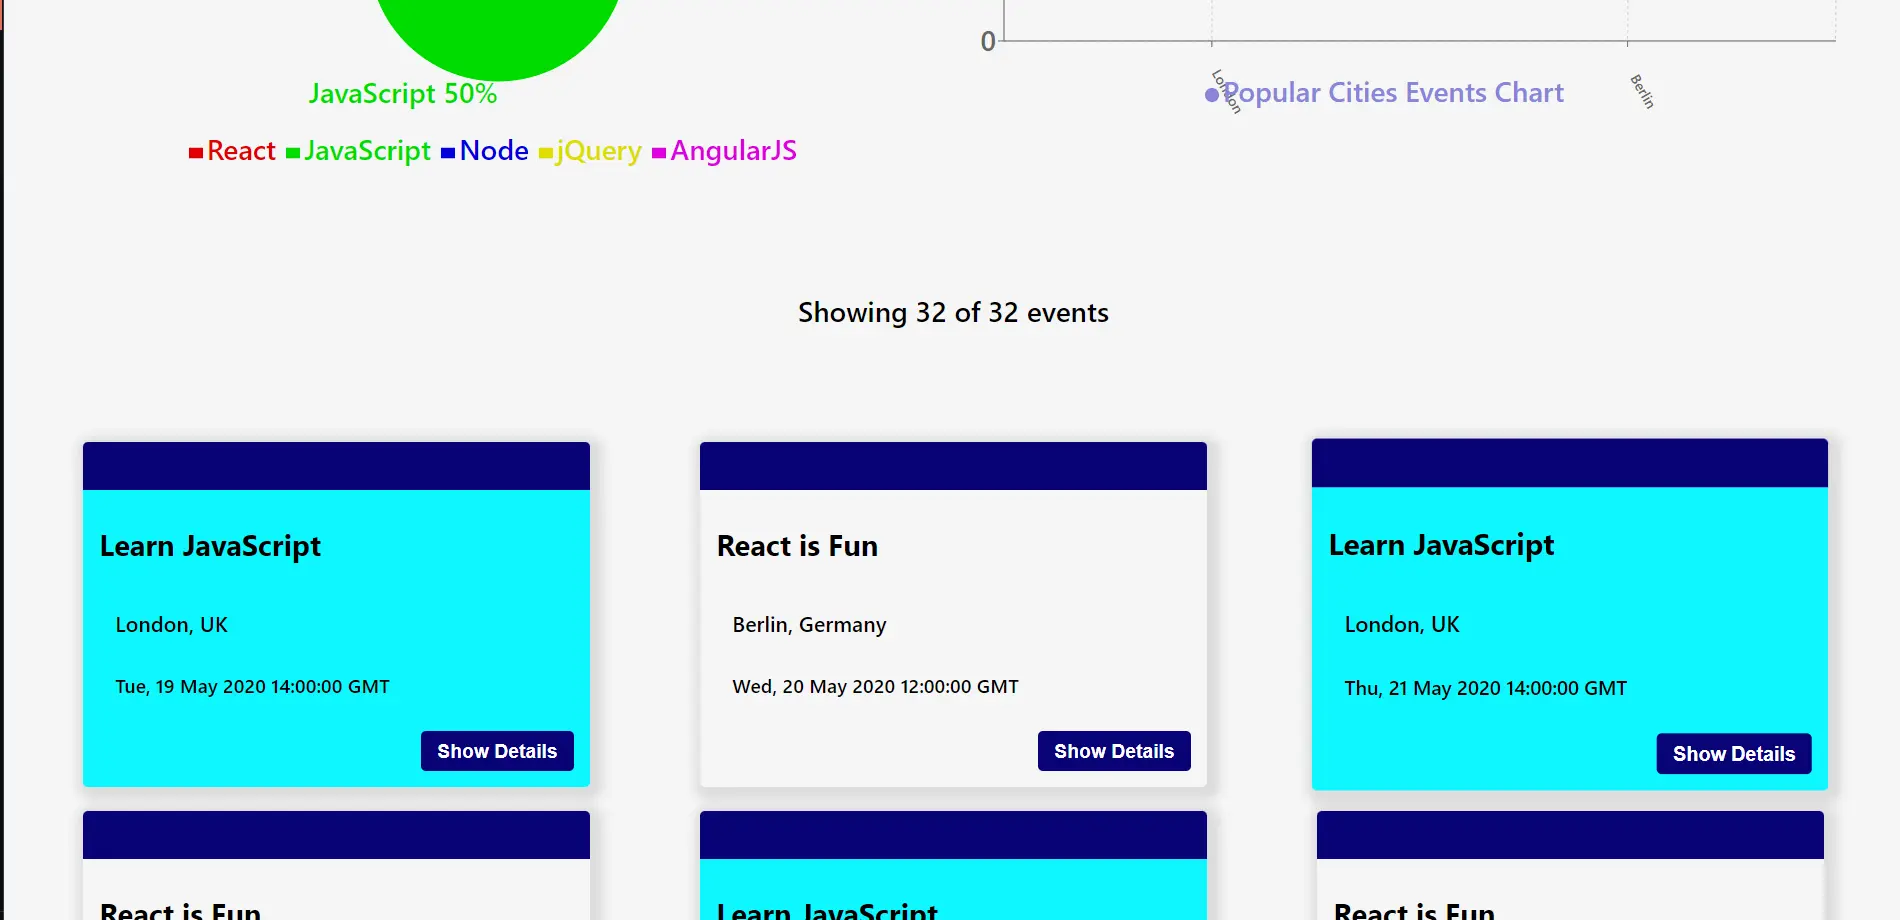 0
London
Berlin
JavaScript 50%
Popular Cities Events Chart
React JavaScript Node jQuery AngularJS
Showing 32 of 32 events
Learn JavaScript
London, UK
Tue, 19 May 2020 14:00:00 GMT
Show Details
React is Fun
Berlin, Germany
Wed, 20 May 2020 12:00:00 GMT
Show Details
Learn JavaScript
London, UK
Thu, 21 May 2020 14:00:00 GMT
Show Details
React is Fun
Learn JavaScript
React is Fun